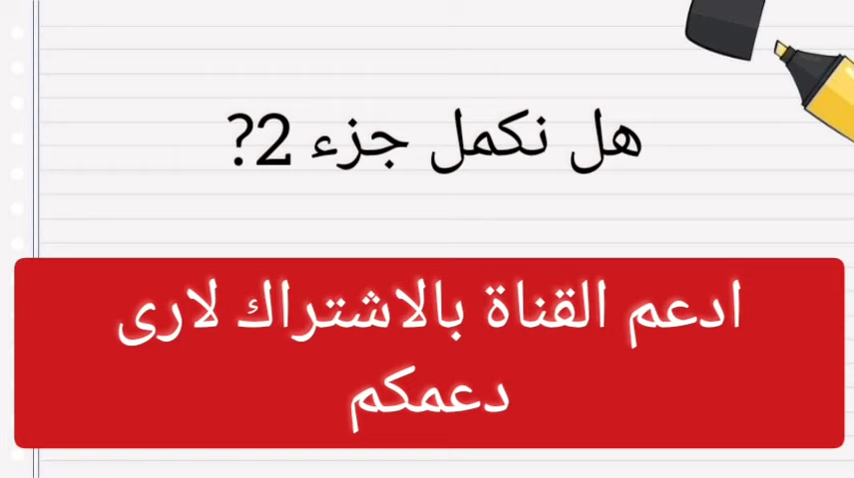 هل نكمل جزء 2?
ادعم القناة بالاشتراك لارى
دعمكم